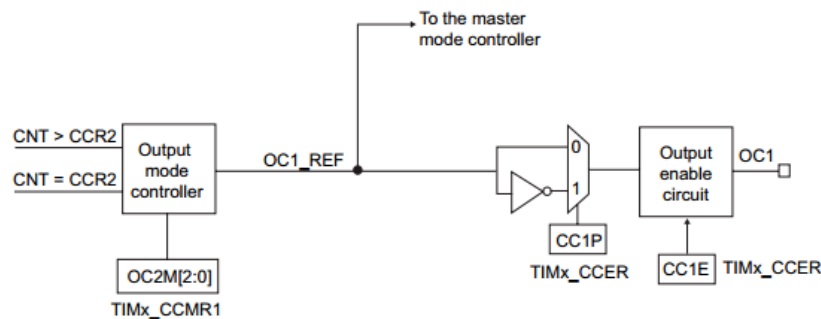 To the master
mode controller
CNT > CCR2
CNT = CCR2
Output
mode
controller
OC1_REF
0
1
Output
enable
circuit
OC1
CC1P
TIMx_CCER
CC1E
TIMx_CCER
OC2M[2:0]
TIMx_CCMR1